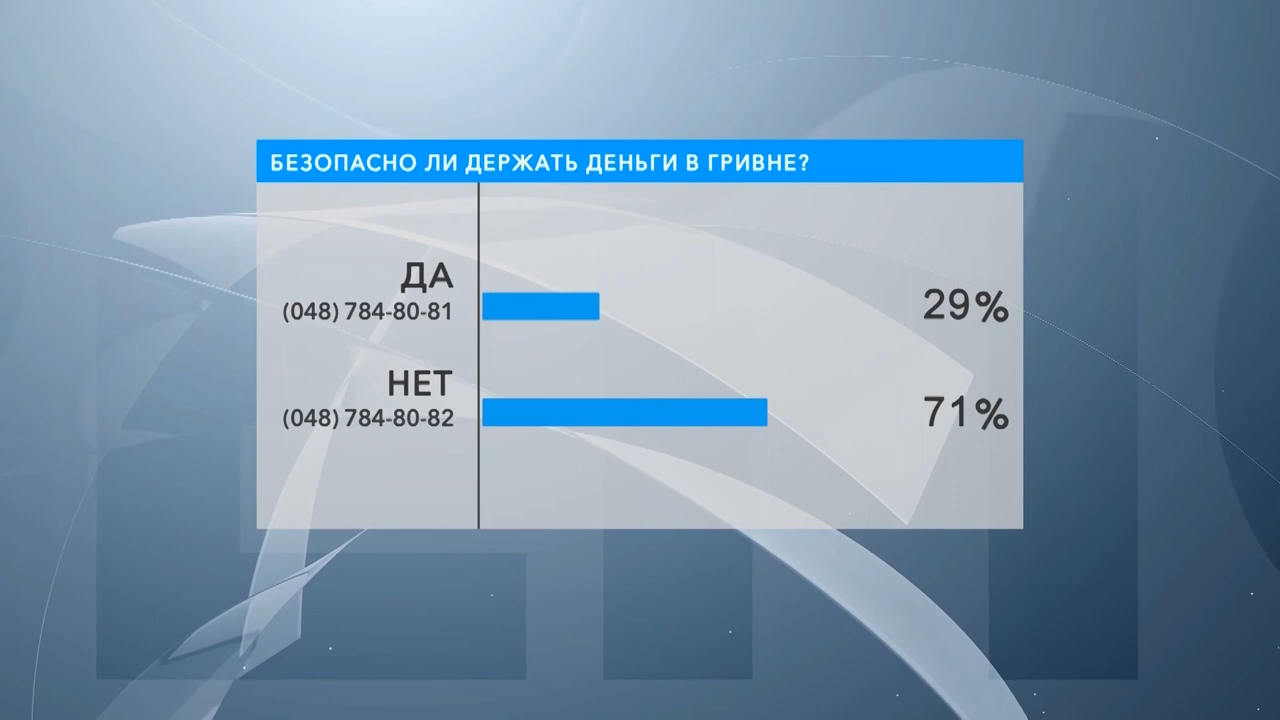 БЕЗОПАСНО ЛИ ДЕРЖАТЬ ДЕНЬГИ В ГРИВНЕ?
ДА
(048) 784-80-81
29%
НЕТ
(048) 784-80-82
71%